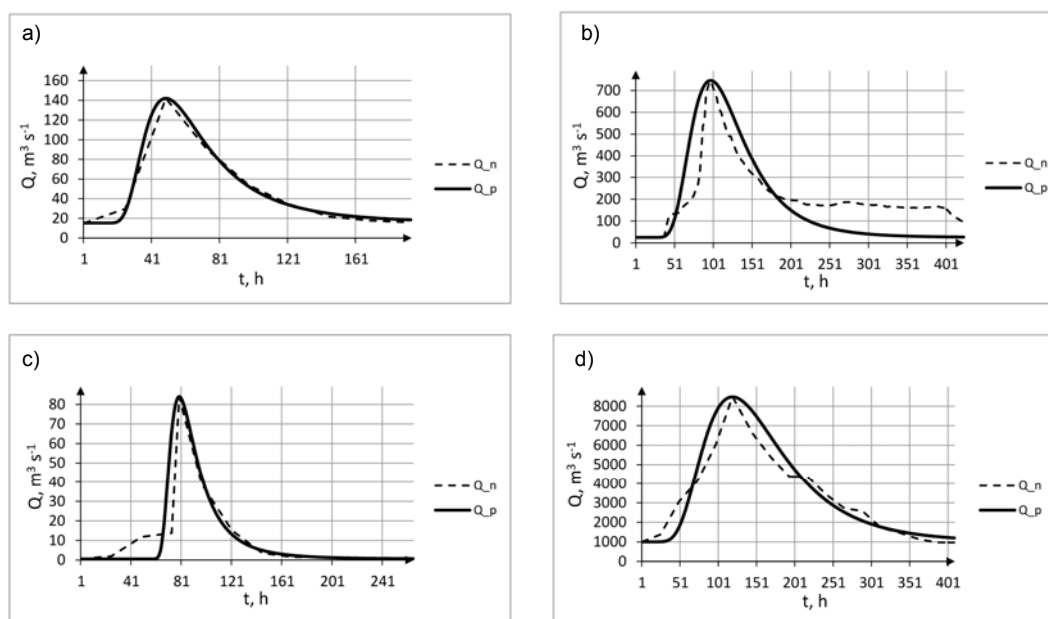 a)
160
140
120
100
80
60
40
20
0
Q, m³ s⁻¹
1 41 81 121 161
t, h
Q_n
Q_p
b)
700
600
500
400
300
200
100
0
Q, m³ s⁻¹
1 51 101 151 201 251 301 351 401
t, h
Q_n
Q_p
c)
80
70
60
50
40
30
20
10
0
Q, m³ s⁻¹
1 41 81 121 161 201 241
t, h
Q_n
Q_p
d)
8000
7000
6000
5000
4000
3000
2000
1000
0
Q, m³ s⁻¹
1 51 101 151 201 251 301 351 401
t, h
Q_n
Q_p